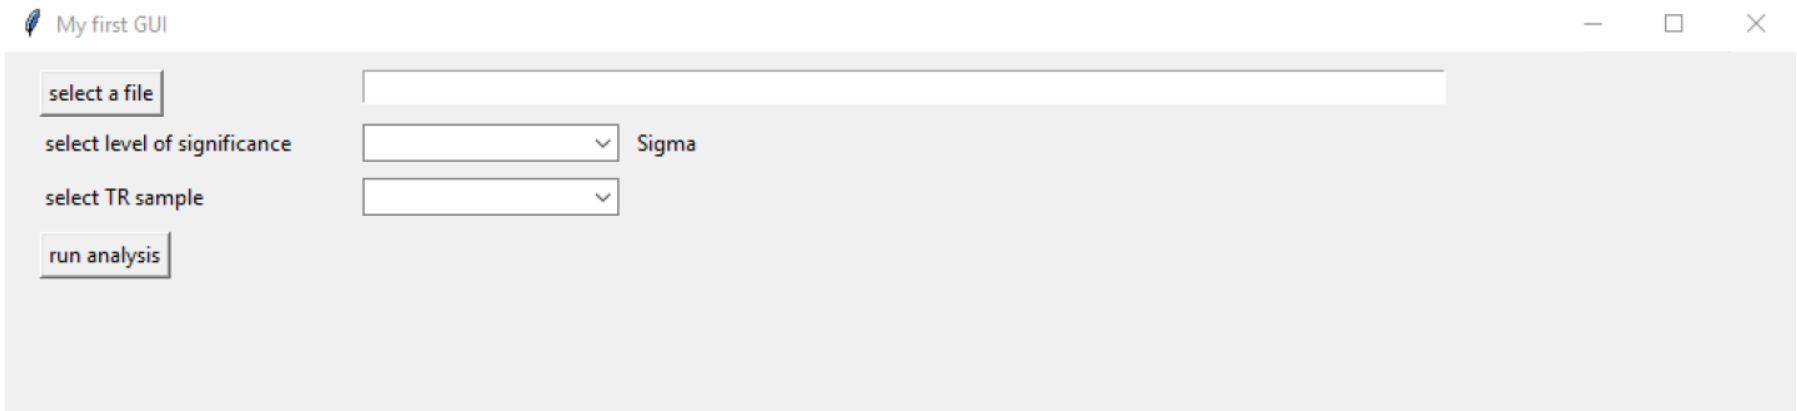 My first GUI
select a file
select level of significance Sigma
select TR sample
run analysis